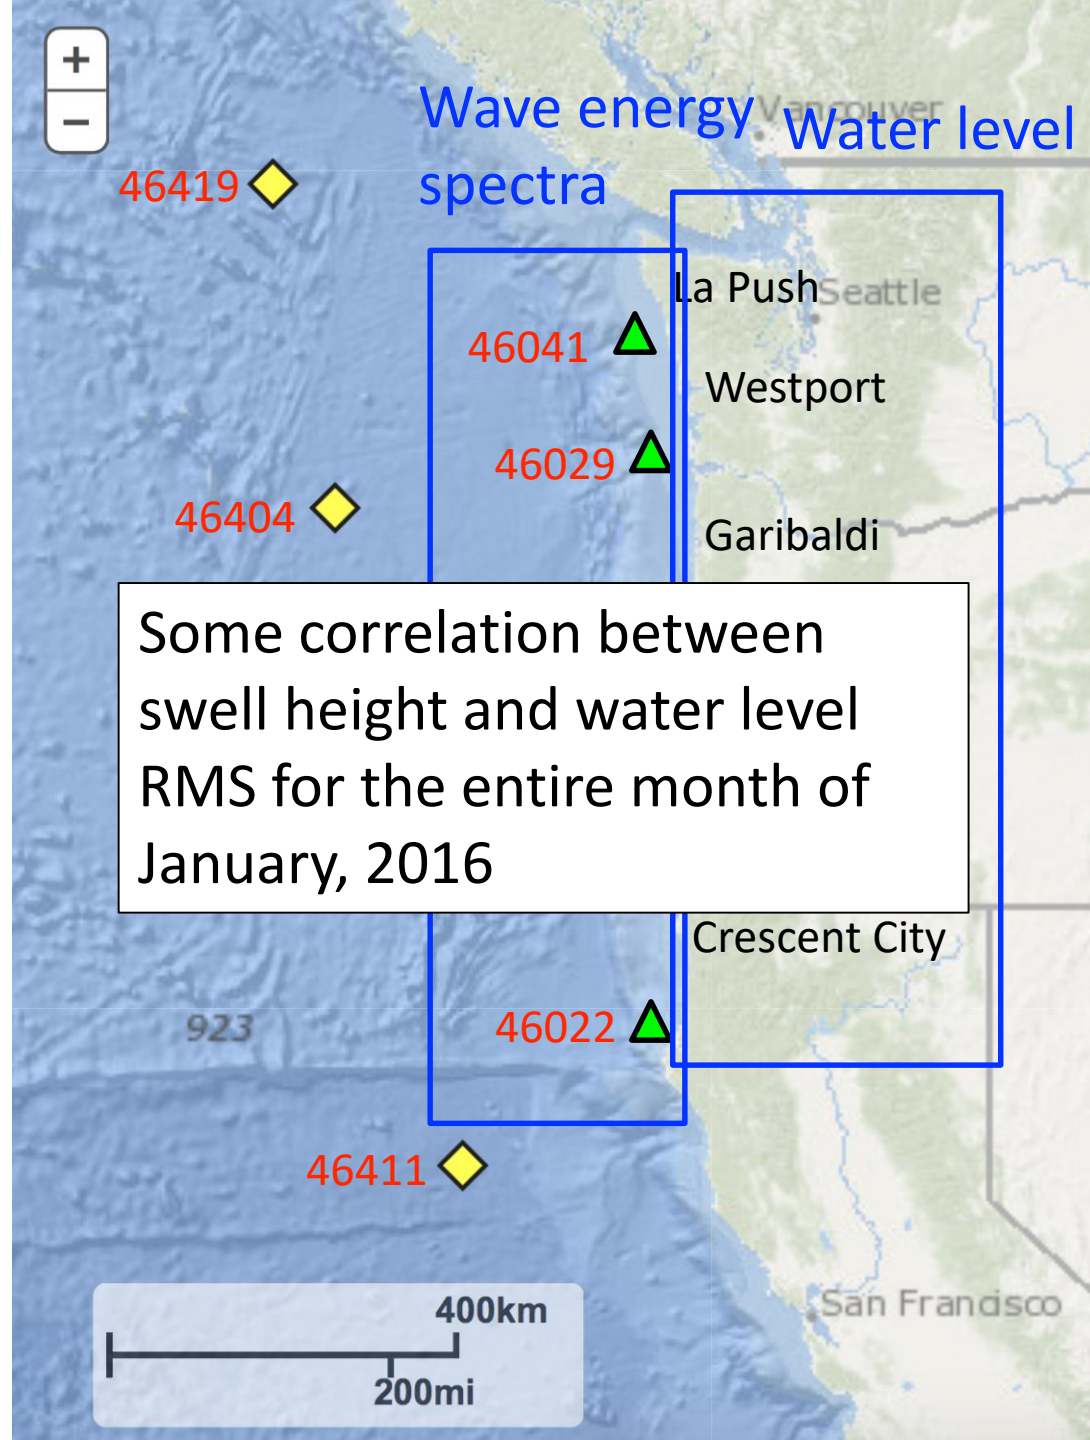 +
−
Wave energy
spectra
Vancouver
Water level
46419
La Push
Seattle
46041
Westport
46029
46404
Garibaldi
Some correlation between
swell height and water level
RMS for the entire month of
January, 2016
Crescent City
923
46022
46411
400km
200mi
San Francisco